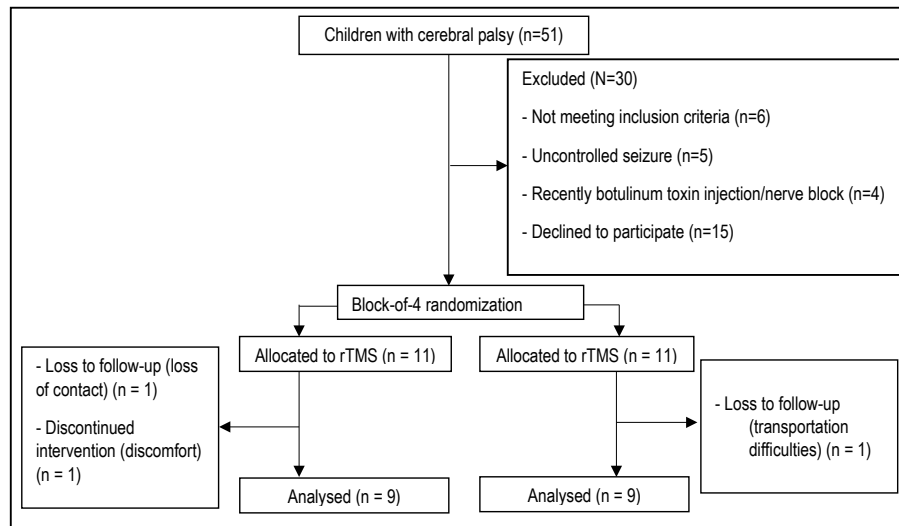 Children with cerebral palsy (n=51)
Excluded (N=30)
- Not meeting inclusion criteria (n=6)
- Uncontrolled seizure (n=5)
- Recently botulinum toxin injection/nerve block (n=4)
- Declined to participate (n=15)
Block-of-4 randomization
Allocated to rTMS (n = 11)
Allocated to rTMS (n = 11)
- Loss to follow-up (loss
of contact) (n = 1)
- Discontinued
intervention (discomfort)
(n = 1)
- Loss to follow-up
(transportation
difficulties) (n = 1)
Analysed (n = 9)
Analysed (n = 9)